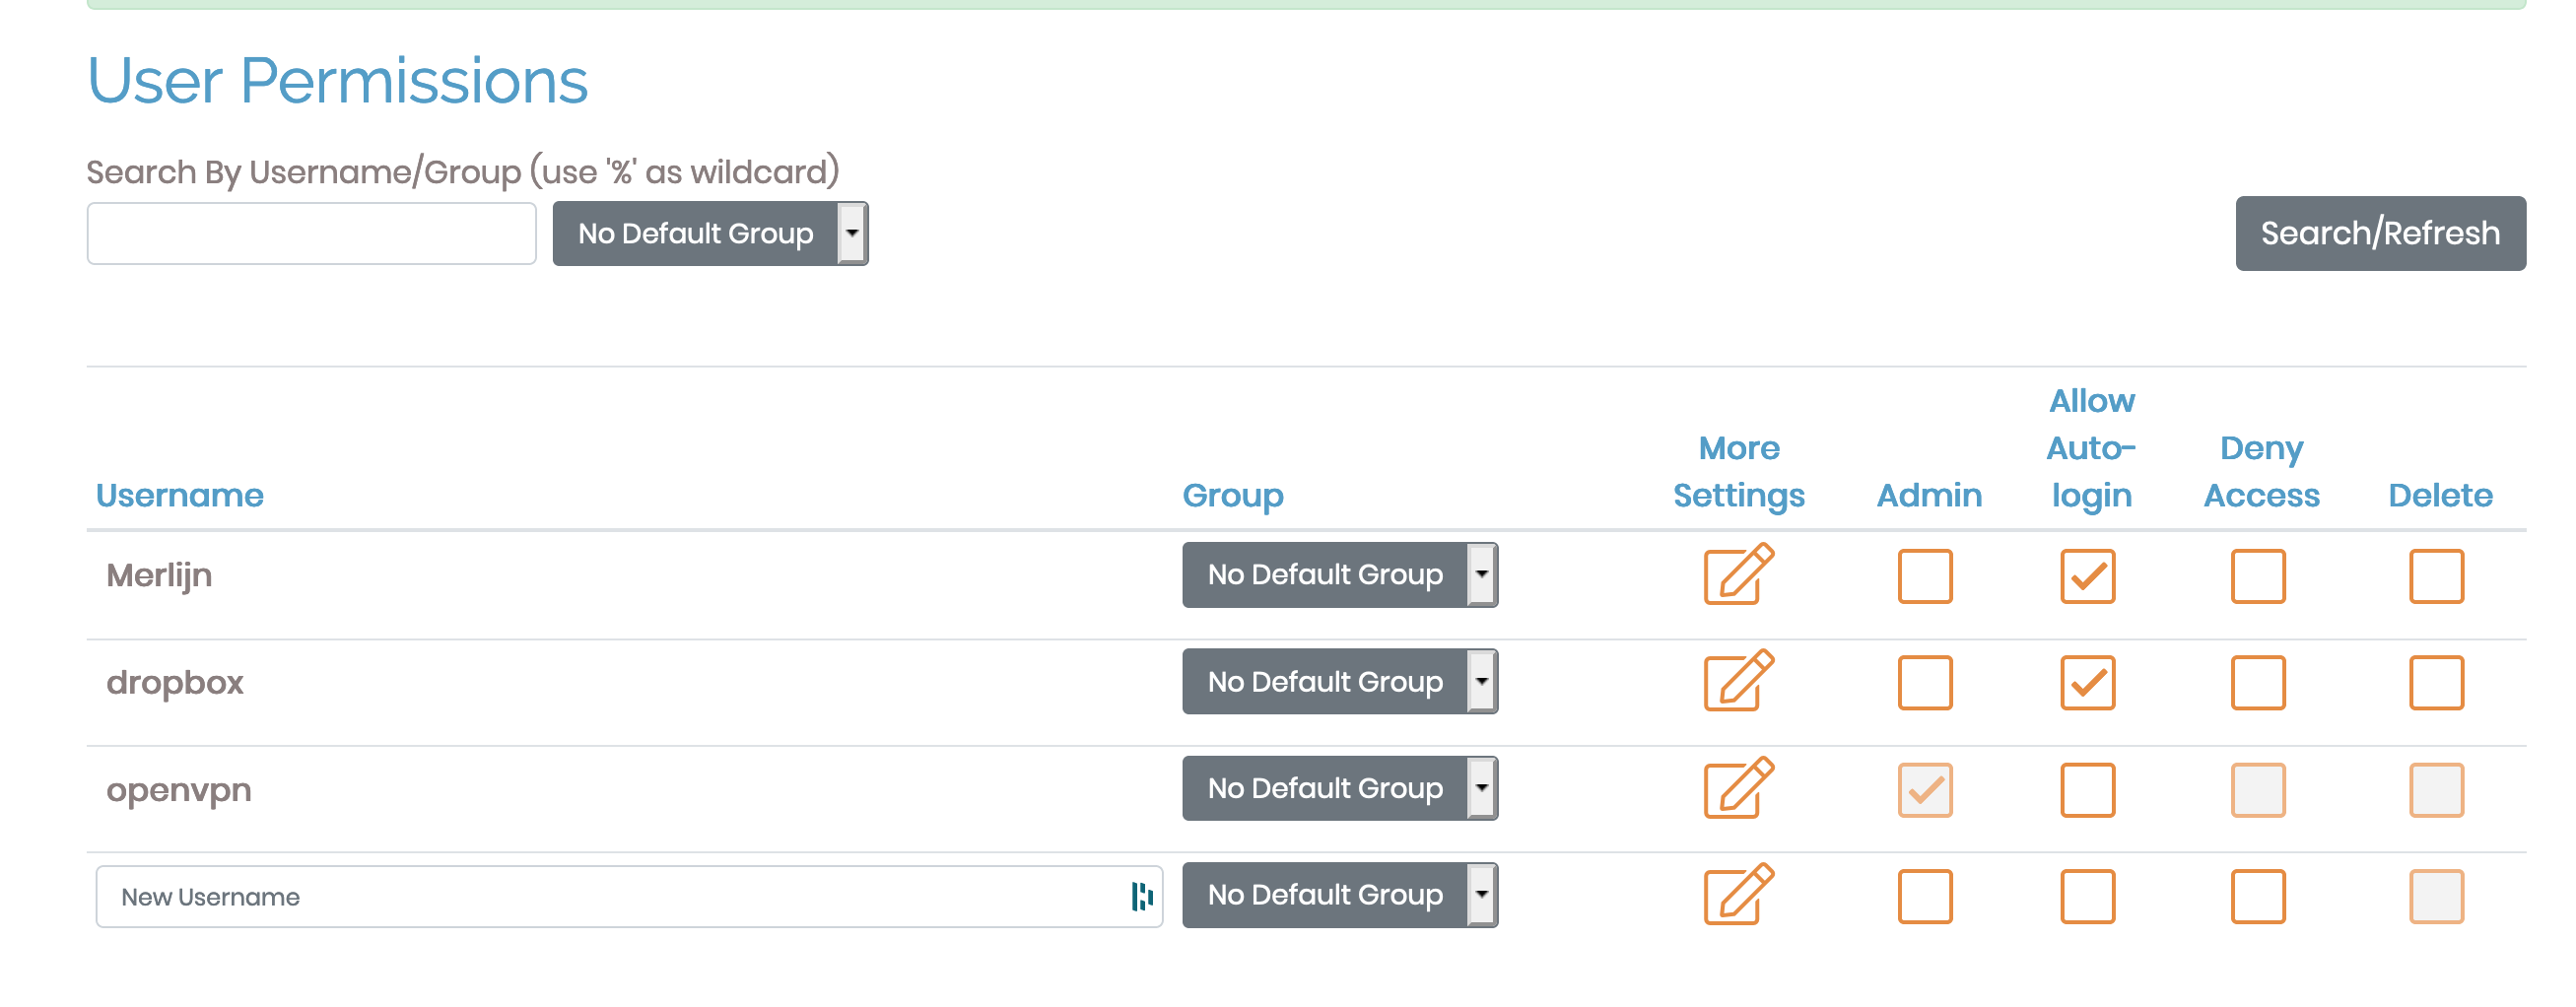 User Permissions
Search By Username/Group (use '%' as wildcard)
No Default Group
Search/Refresh
Username Group More Settings Admin Allow Auto-login Deny Access Delete
Merlijn No Default Group
dropbox No Default Group
openvpn No Default Group
New Username No Default Group